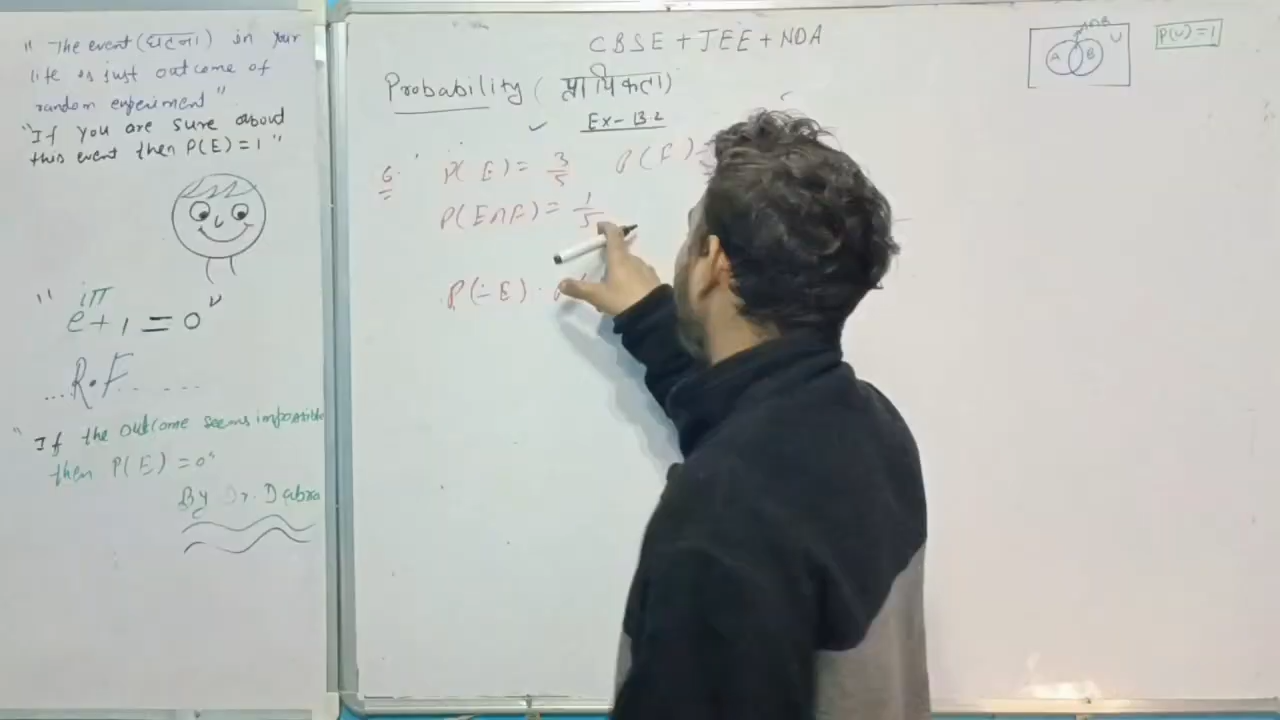 " The event (घटना) in your
life is just outcome of
random experiment"
"If you are sure about
this event then P(E) = 1 "
" e^iπ + 1 = 0 "
...R.F.......
" If the outcome seems impossible
then P(E) = 0"
By Dr. Dabra
CBSE + JEE + NDA
Probability (प्रायिकता)
Ex - 13.2
6. P(E) = 3/5 P(F) =
P(E∩F) = 1/5
A∩B
A B U
P(U) = 1